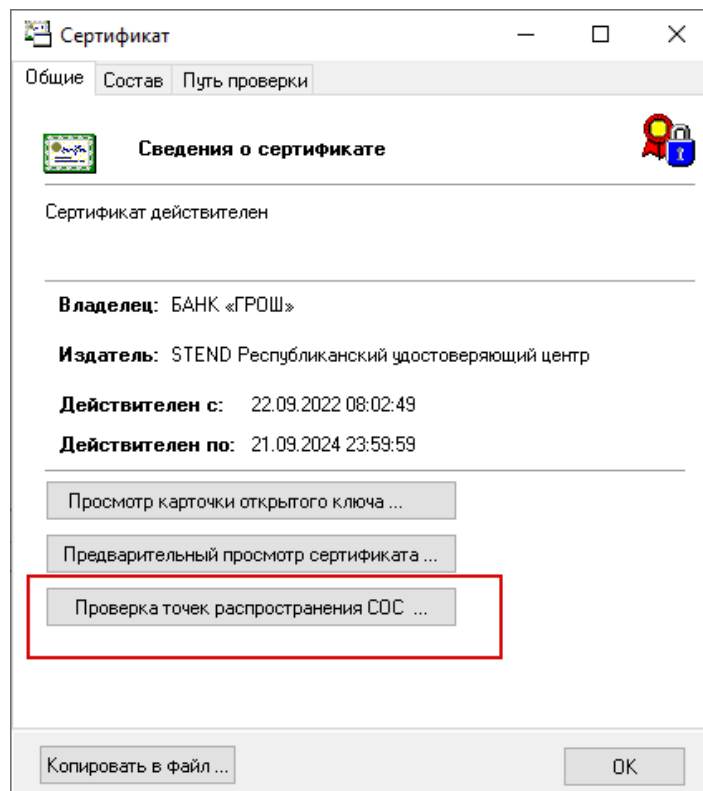 Сертификат
Общие Состав Путь проверки
Сведения о сертификате
Сертификат действителен
Владелец: БАНК «ГРОШ»
Издатель: STEND Республиканский удостоверяющий центр
Действителен с: 22.09.2022 08:02:49
Действителен по: 21.09.2024 23:59:59
Просмотр карточки открытого ключа ...
Предварительный просмотр сертификата ...
Проверка точек распространения СОС ...
Копировать в файл ... OK